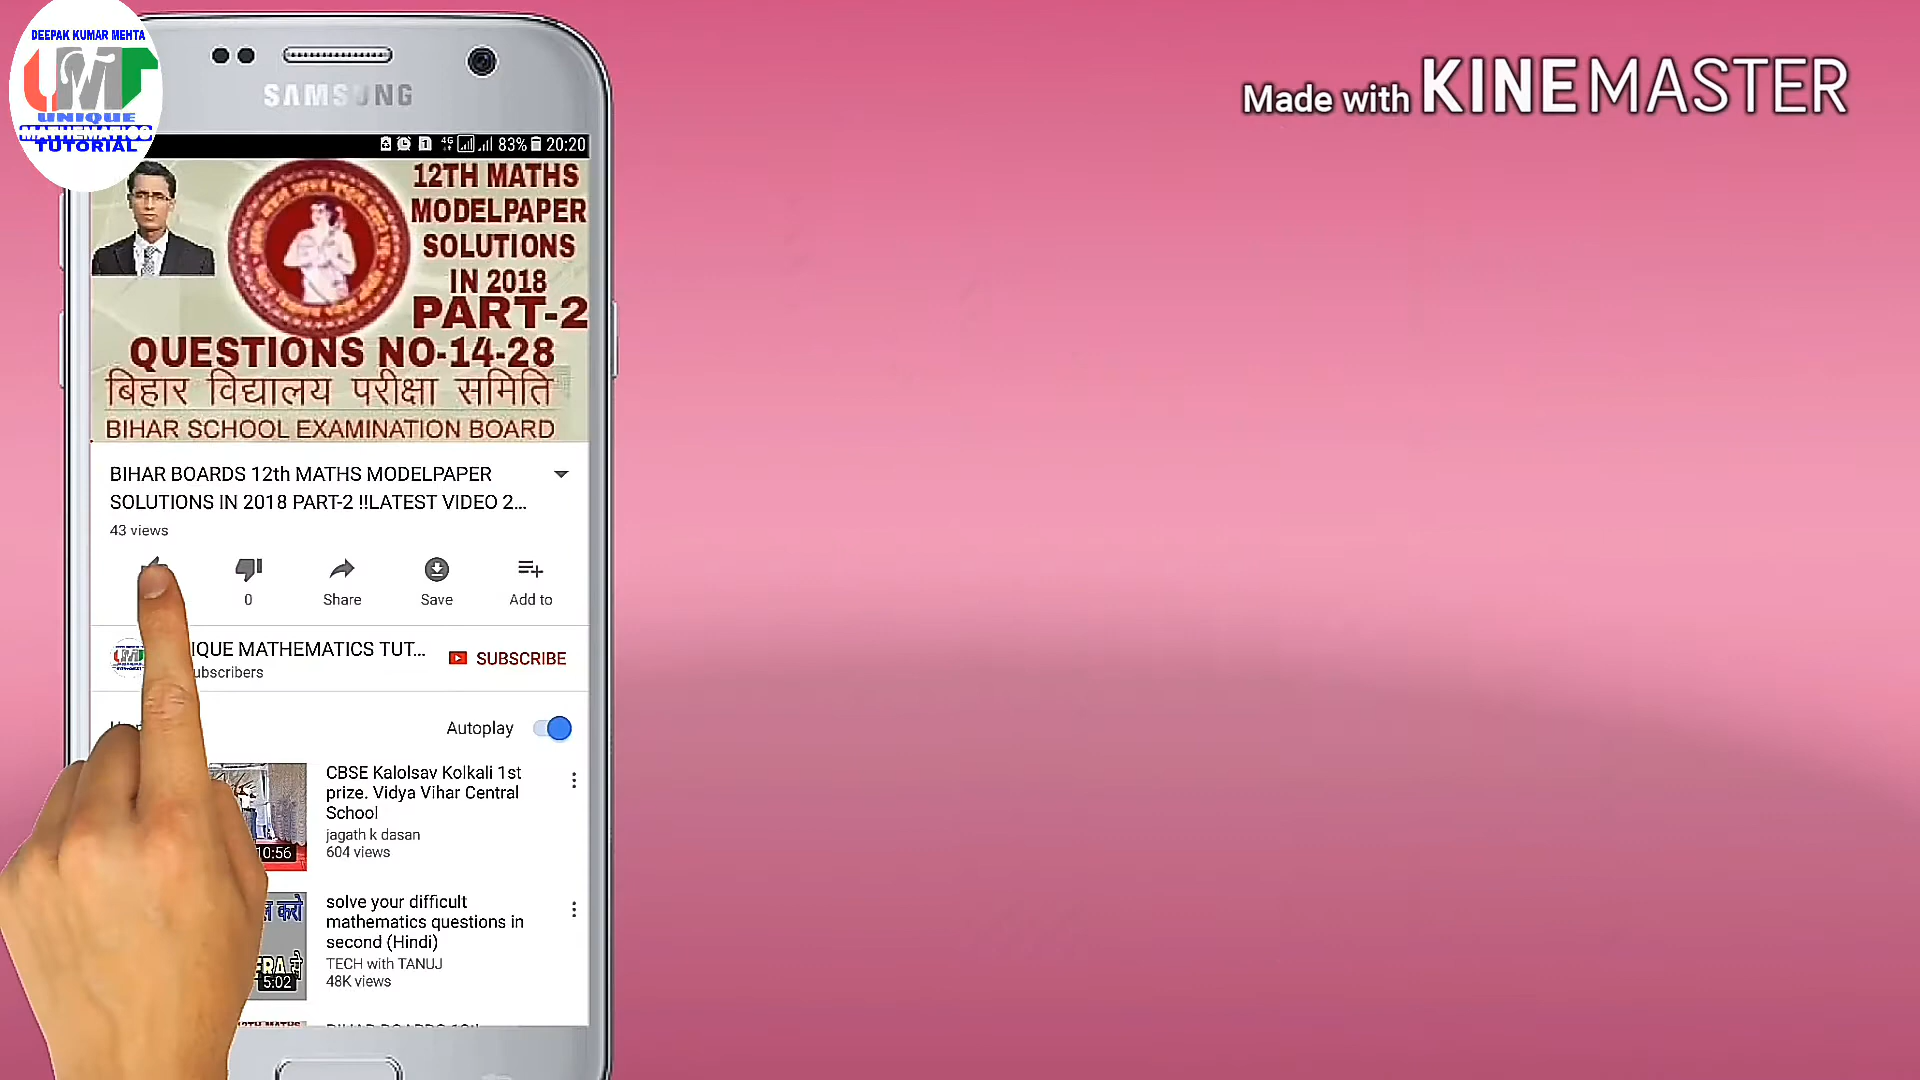 DEEPAK KUMAR MEHTA
UMT
UNIQUE
MATHEMATICS
TUTORIAL
Made with KINEMASTER
SAMSUNG
4G 83% 20:20
12TH MATHS
MODELPAPER
SOLUTIONS
IN 2018
PART-2
QUESTIONS NO-14-28
बिहार विद्यालय परीक्षा समिति
BIHAR SCHOOL EXAMINATION BOARD
BIHAR BOARDS 12th MATHS MODELPAPER
SOLUTIONS IN 2018 PART-2 !!LATEST VIDEO 2...
43 views
0
Share
Save
Add to
IQUE MATHEMATICS TUT...
ubscribers
SUBSCRIBE
Autoplay
CBSE Kalolsav Kolkali 1st
prize. Vidya Vihar Central
School
jagath k dasan
604 views
10:56
solve your difficult
mathematics questions in
second (Hindi)
TECH with TANUJ
48K views
करो
से
5:02